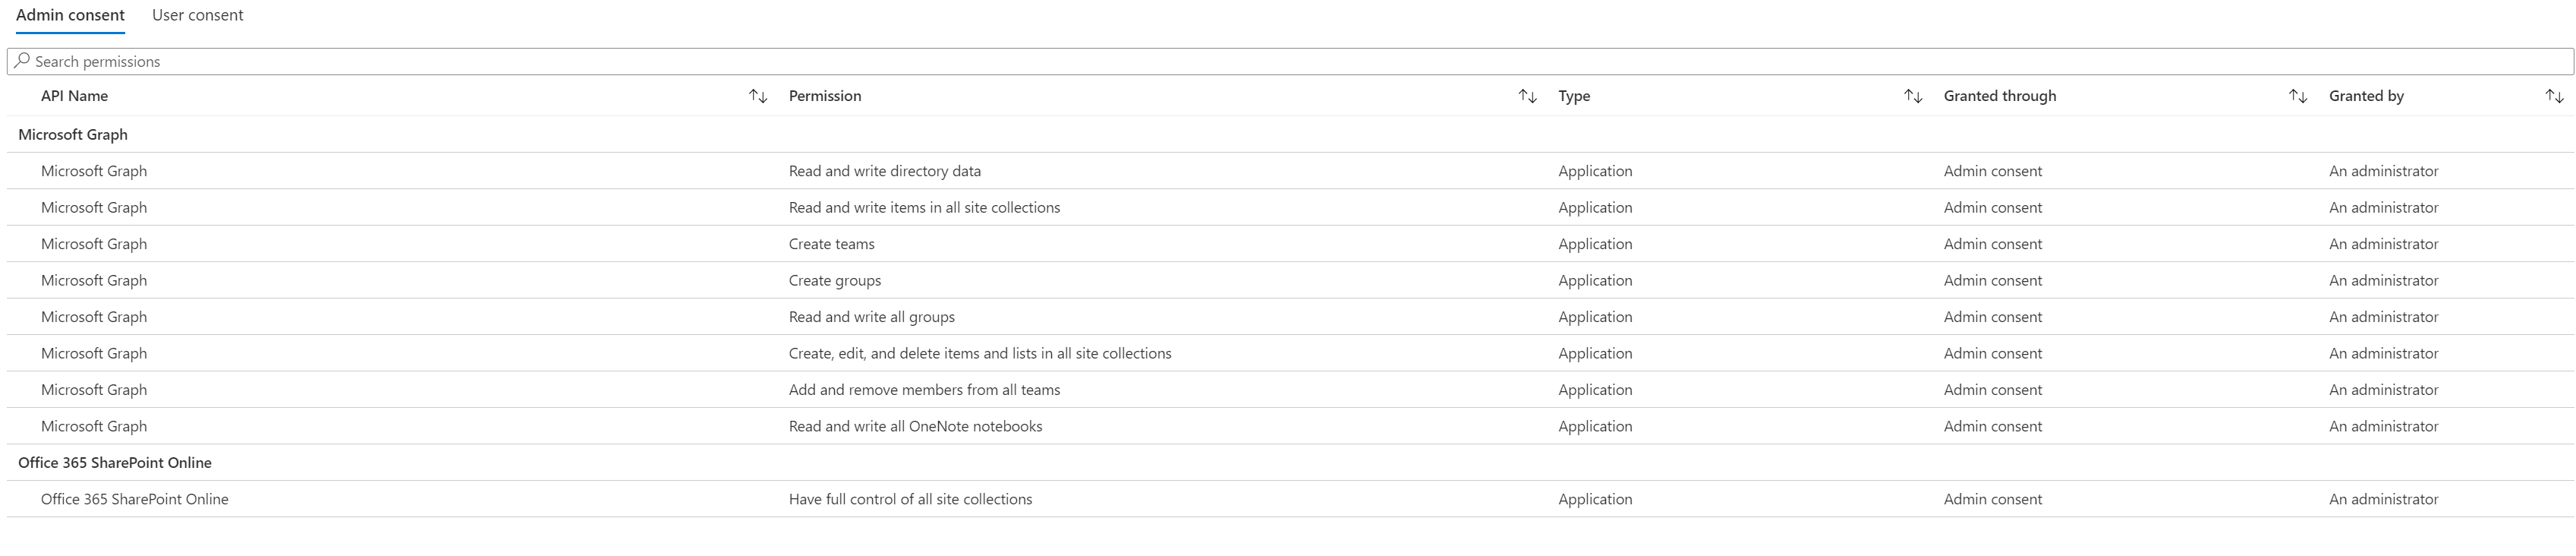 Admin consent User consent
Search permissions
API Name Permission Type Granted through Granted by
Microsoft Graph
Microsoft Graph Read and write directory data Application Admin consent An administrator
Microsoft Graph Read and write items in all site collections Application Admin consent An administrator
Microsoft Graph Create teams Application Admin consent An administrator
Microsoft Graph Create groups Application Admin consent An administrator
Microsoft Graph Read and write all groups Application Admin consent An administrator
Microsoft Graph Create, edit, and delete items and lists in all site collections Application Admin consent An administrator
Microsoft Graph Add and remove members from all teams Application Admin consent An administrator
Microsoft Graph Read and write all OneNote notebooks Application Admin consent An administrator
Office 365 SharePoint Online
Office 365 SharePoint Online Have full control of all site collections Application Admin consent An administrator